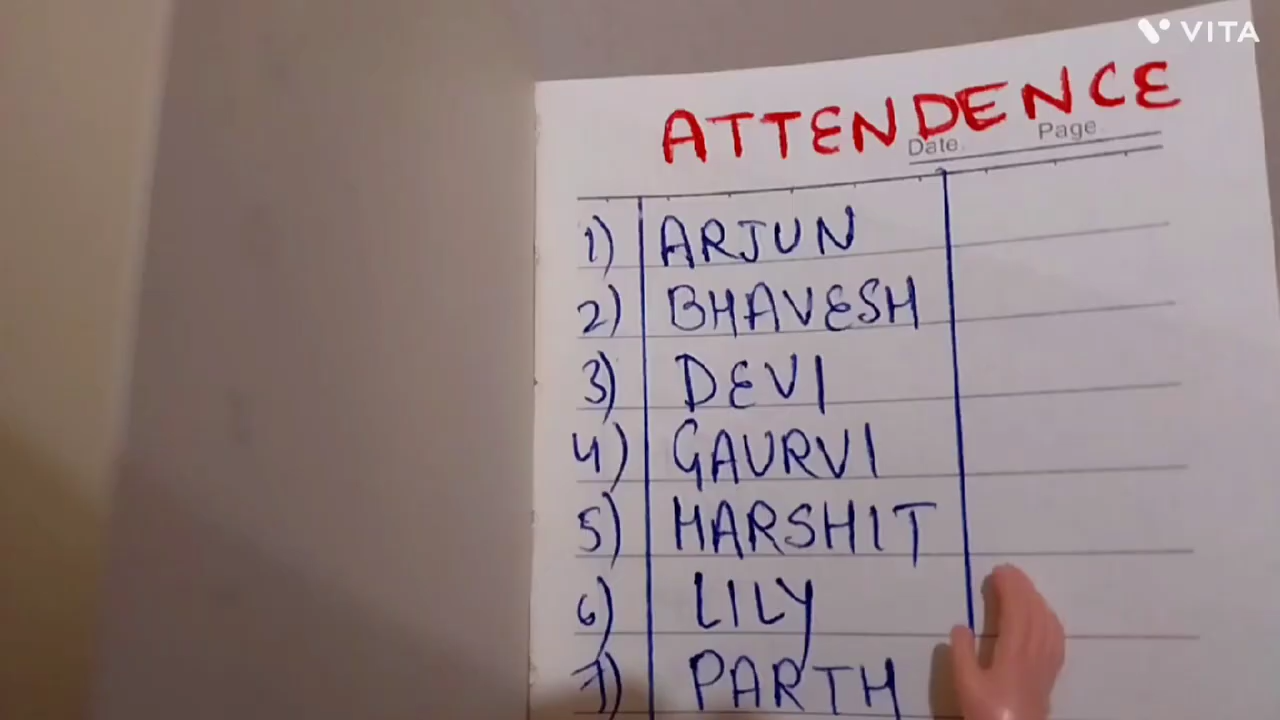 VITA
ATTENDENCE
Date.
Page
1) ARJUN
2) BHAVESH
3) DEVI
4) GAURVI
5) HARSHIT
6) LILY
7) PARTH